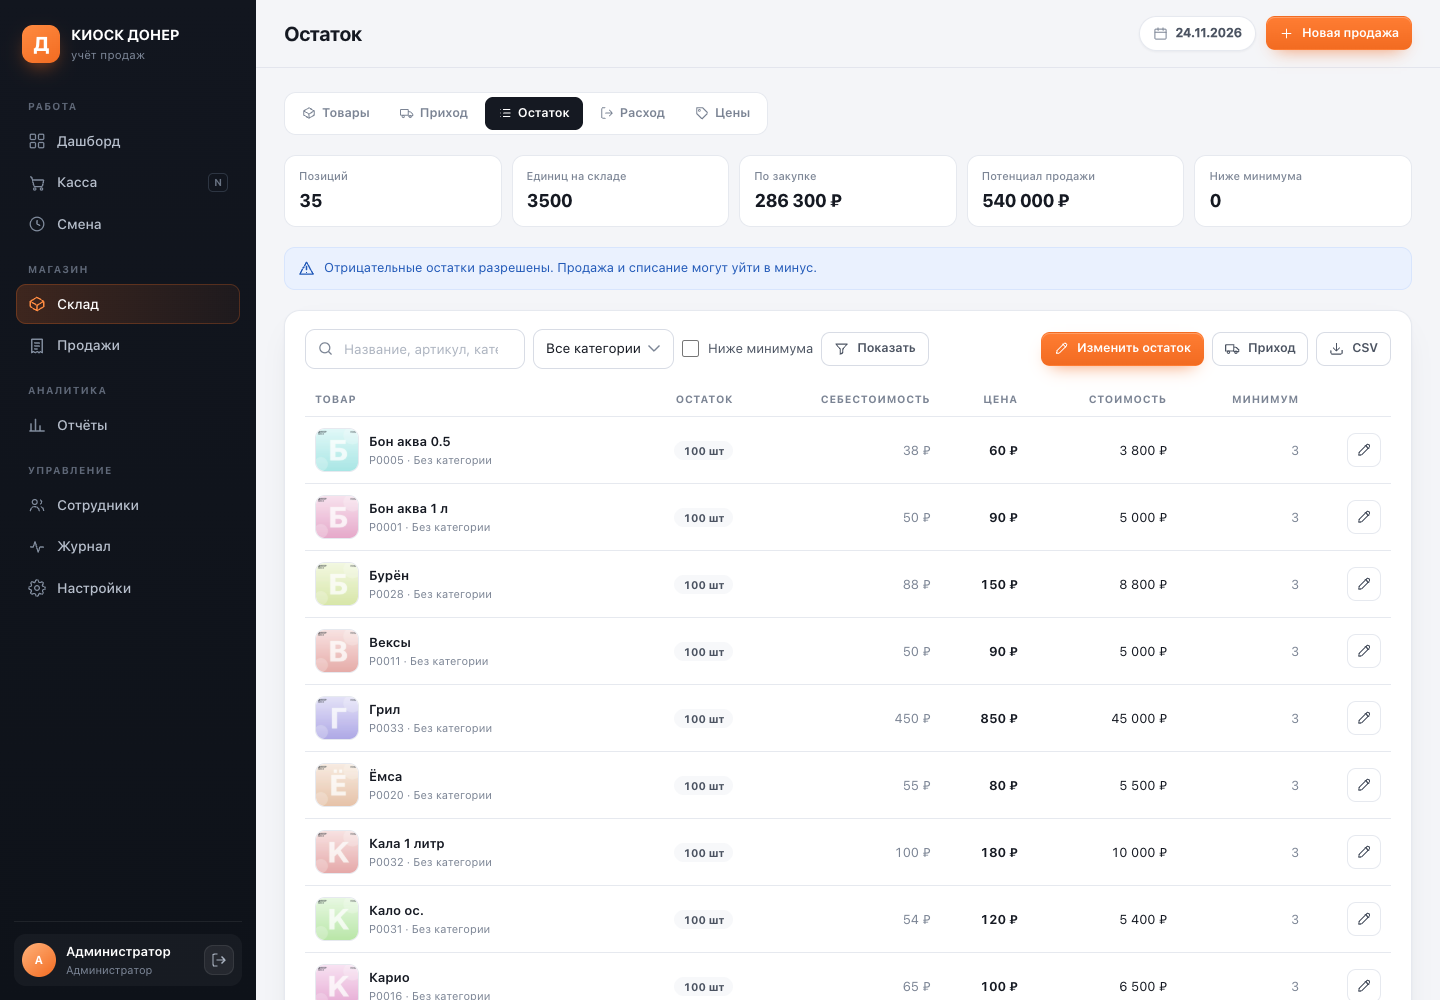 Д
КИОСК ДОНЕР
учёт продаж
РАБОТА
Дашборд
Касса N
Смена
МАГАЗИН
Склад
Продажи
АНАЛИТИКА
Отчёты
УПРАВЛЕНИЕ
Сотрудники
Журнал
Настройки
А
Администратор
Администратор
Остаток
24.11.2026
Новая продажа
Товары Приход Остаток Расход Цены
Позиций
35
Единиц на складе
3500
По закупке
286 300 ₽
Потенциал продажи
540 000 ₽
Ниже минимума
0
Отрицательные остатки разрешены. Продажа и списание могут уйти в минус.
Название, артикул, кате
Все категории
Ниже минимума
Показать
Изменить остаток
Приход
CSV
ТОВАР ОСТАТОК СЕБЕСТОИМОСТЬ ЦЕНА СТОИМОСТЬ МИНИМУМ
Б
Бон аква 0.5
P0005 · Без категории
100 шт 38 ₽ 60 ₽ 3 800 ₽ 3
Б
Бон аква 1 л
P0001 · Без категории
100 шт 50 ₽ 90 ₽ 5 000 ₽ 3
Б
Бурён
P0028 · Без категории
100 шт 88 ₽ 150 ₽ 8 800 ₽ 3
В
Вексы
P0011 · Без категории
100 шт 50 ₽ 90 ₽ 5 000 ₽ 3
Г
Грил
P0033 · Без категории
100 шт 450 ₽ 850 ₽ 45 000 ₽ 3
Ё
Ёмса
P0020 · Без категории
100 шт 55 ₽ 80 ₽ 5 500 ₽ 3
К
Кала 1 литр
P0032 · Без категории
100 шт 100 ₽ 180 ₽ 10 000 ₽ 3
К
Кало ос.
P0031 · Без категории
100 шт 54 ₽ 120 ₽ 5 400 ₽ 3
К
Карио
P0016 · Без категории
100 шт 65 ₽ 100 ₽ 6 500 ₽ 3